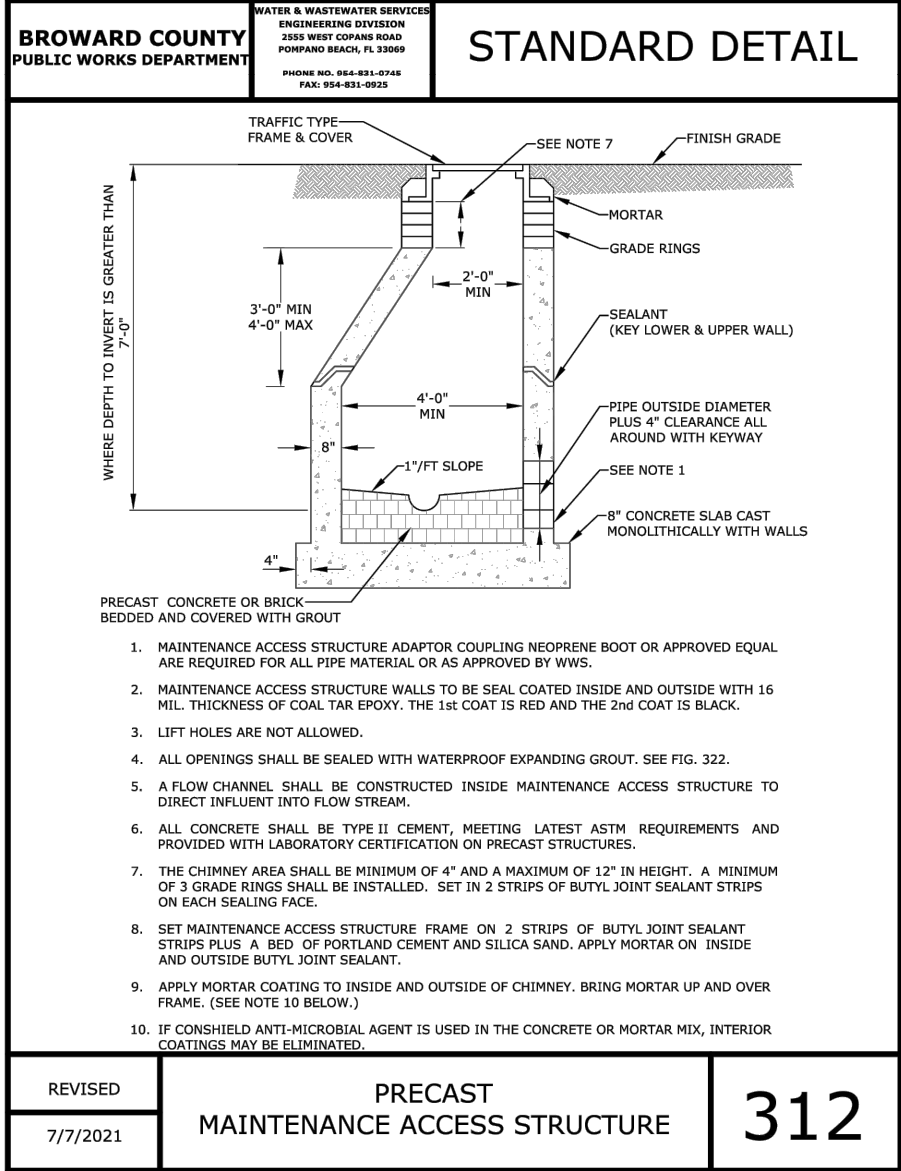 BROWARD COUNTY
PUBLIC WORKS DEPARTMENT
WATER & WASTEWATER SERVICES
ENGINEERING DIVISION
2555 WEST COPANS ROAD
POMPANO BEACH, FL 33069
PHONE NO. 954-831-0745
FAX: 954-831-0925
STANDARD DETAIL
TRAFFIC TYPE
FRAME & COVER
SEE NOTE 7
FINISH GRADE
MORTAR
GRADE RINGS
WHERE DEPTH TO INVERT IS GREATER THAN
7'-0"
2'-0"
MIN
3'-0" MIN
4'-0" MAX
SEALANT
(KEY LOWER & UPPER WALL)
4'-0"
MIN
PIPE OUTSIDE DIAMETER
PLUS 4" CLEARANCE ALL
AROUND WITH KEYWAY
8"
1"/FT SLOPE
SEE NOTE 1
8" CONCRETE SLAB CAST
MONOLITHICALLY WITH WALLS
4"
PRECAST CONCRETE OR BRICK
BEDDED AND COVERED WITH GROUT
1. MAINTENANCE ACCESS STRUCTURE ADAPTOR COUPLING NEOPRENE BOOT OR APPROVED EQUAL
ARE REQUIRED FOR ALL PIPE MATERIAL OR AS APPROVED BY WWS.
2. MAINTENANCE ACCESS STRUCTURE WALLS TO BE SEAL COATED INSIDE AND OUTSIDE WITH 16
MIL. THICKNESS OF COAL TAR EPOXY. THE 1st COAT IS RED AND THE 2nd COAT IS BLACK.
3. LIFT HOLES ARE NOT ALLOWED.
4. ALL OPENINGS SHALL BE SEALED WITH WATERPROOF EXPANDING GROUT. SEE FIG. 322.
5. A FLOW CHANNEL SHALL BE CONSTRUCTED INSIDE MAINTENANCE ACCESS STRUCTURE TO
DIRECT INFLUENT INTO FLOW STREAM.
6. ALL CONCRETE SHALL BE TYPE II CEMENT, MEETING LATEST ASTM REQUIREMENTS AND
PROVIDED WITH LABORATORY CERTIFICATION ON PRECAST STRUCTURES.
7. THE CHIMNEY AREA SHALL BE MINIMUM OF 4" AND A MAXIMUM OF 12" IN HEIGHT. A MINIMUM
OF 3 GRADE RINGS SHALL BE INSTALLED. SET IN 2 STRIPS OF BUTYL JOINT SEALANT STRIPS
ON EACH SEALING FACE.
8. SET MAINTENANCE ACCESS STRUCTURE FRAME ON 2 STRIPS OF BUTYL JOINT SEALANT
STRIPS PLUS A BED OF PORTLAND CEMENT AND SILICA SAND. APPLY MORTAR ON INSIDE
AND OUTSIDE BUTYL JOINT SEALANT.
9. APPLY MORTAR COATING TO INSIDE AND OUTSIDE OF CHIMNEY. BRING MORTAR UP AND OVER
FRAME. (SEE NOTE 10 BELOW.)
10. IF CONSHIELD ANTI-MICROBIAL AGENT IS USED IN THE CONCRETE OR MORTAR MIX, INTERIOR
COATINGS MAY BE ELIMINATED.
REVISED
7/7/2021
PRECAST
MAINTENANCE ACCESS STRUCTURE
312